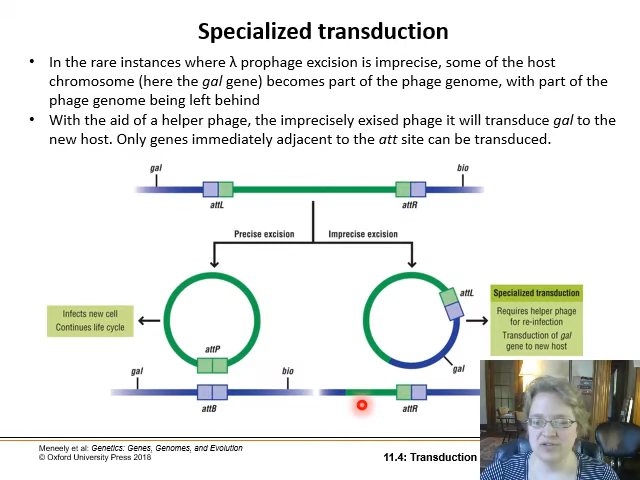 Specialized transduction
• In the rare instances where λ prophage excision is imprecise, some of the host
chromosome (here the gal gene) becomes part of the phage genome, with part of the
phage genome being left behind
• With the aid of a helper phage, the imprecisely exised phage it will transduce gal to the
new host. Only genes immediately adjacent to the att site can be transduced.
gal
bio
attL
attR
Precise excision
Imprecise excision
Infects new cell
Continues life cycle
attP
attL
Specialized transduction
Requires helper phage
for re-infection
Transduction of gal
gene to new host
gal
gal
bio
attB
attR
Meneely et al: Genetics: Genes, Genomes, and Evolution
© Oxford University Press 2018
11.4: Transduction